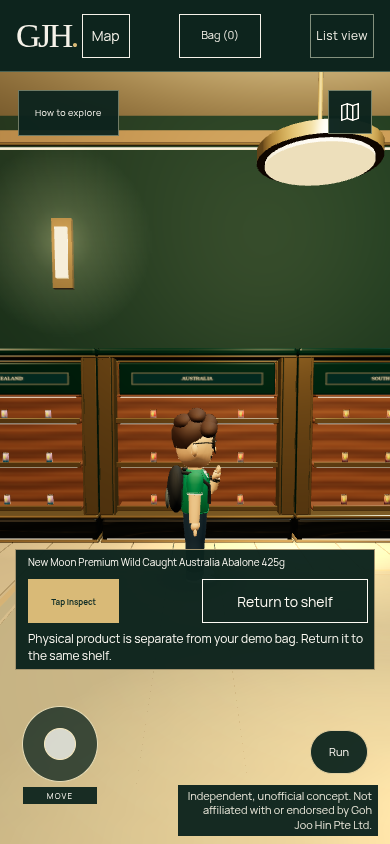 GJH.
Map
Bag (0)
List view
How to explore
EALAND
AUSTRALIA
SOUTH
New Moon Premium Wild Caught Australia Abalone 425g
Tap Inspect
Return to shelf
Physical product is separate from your demo bag. Return it to
the same shelf.
MOVE
Run
Independent, unofficial concept. Not
affiliated with or endorsed by Goh
Joo Hin Pte Ltd.